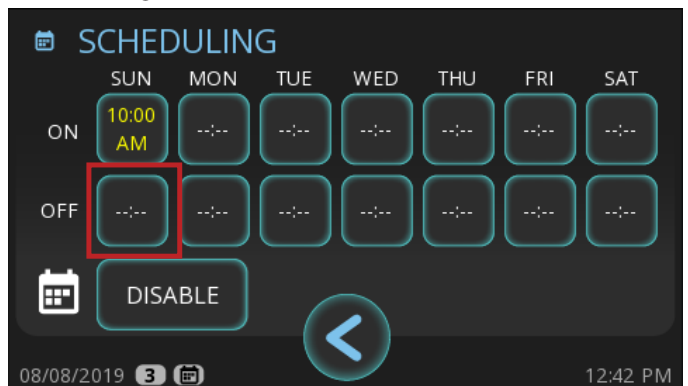 SCHEDULING
SUN MON TUE WED THU FRI SAT
ON 10:00 AM --:-- --:-- --:-- --:-- --:-- --:--
OFF --:-- --:-- --:-- --:-- --:-- --:-- --:--
DISABLE
08/08/2019 3 12:42 PM